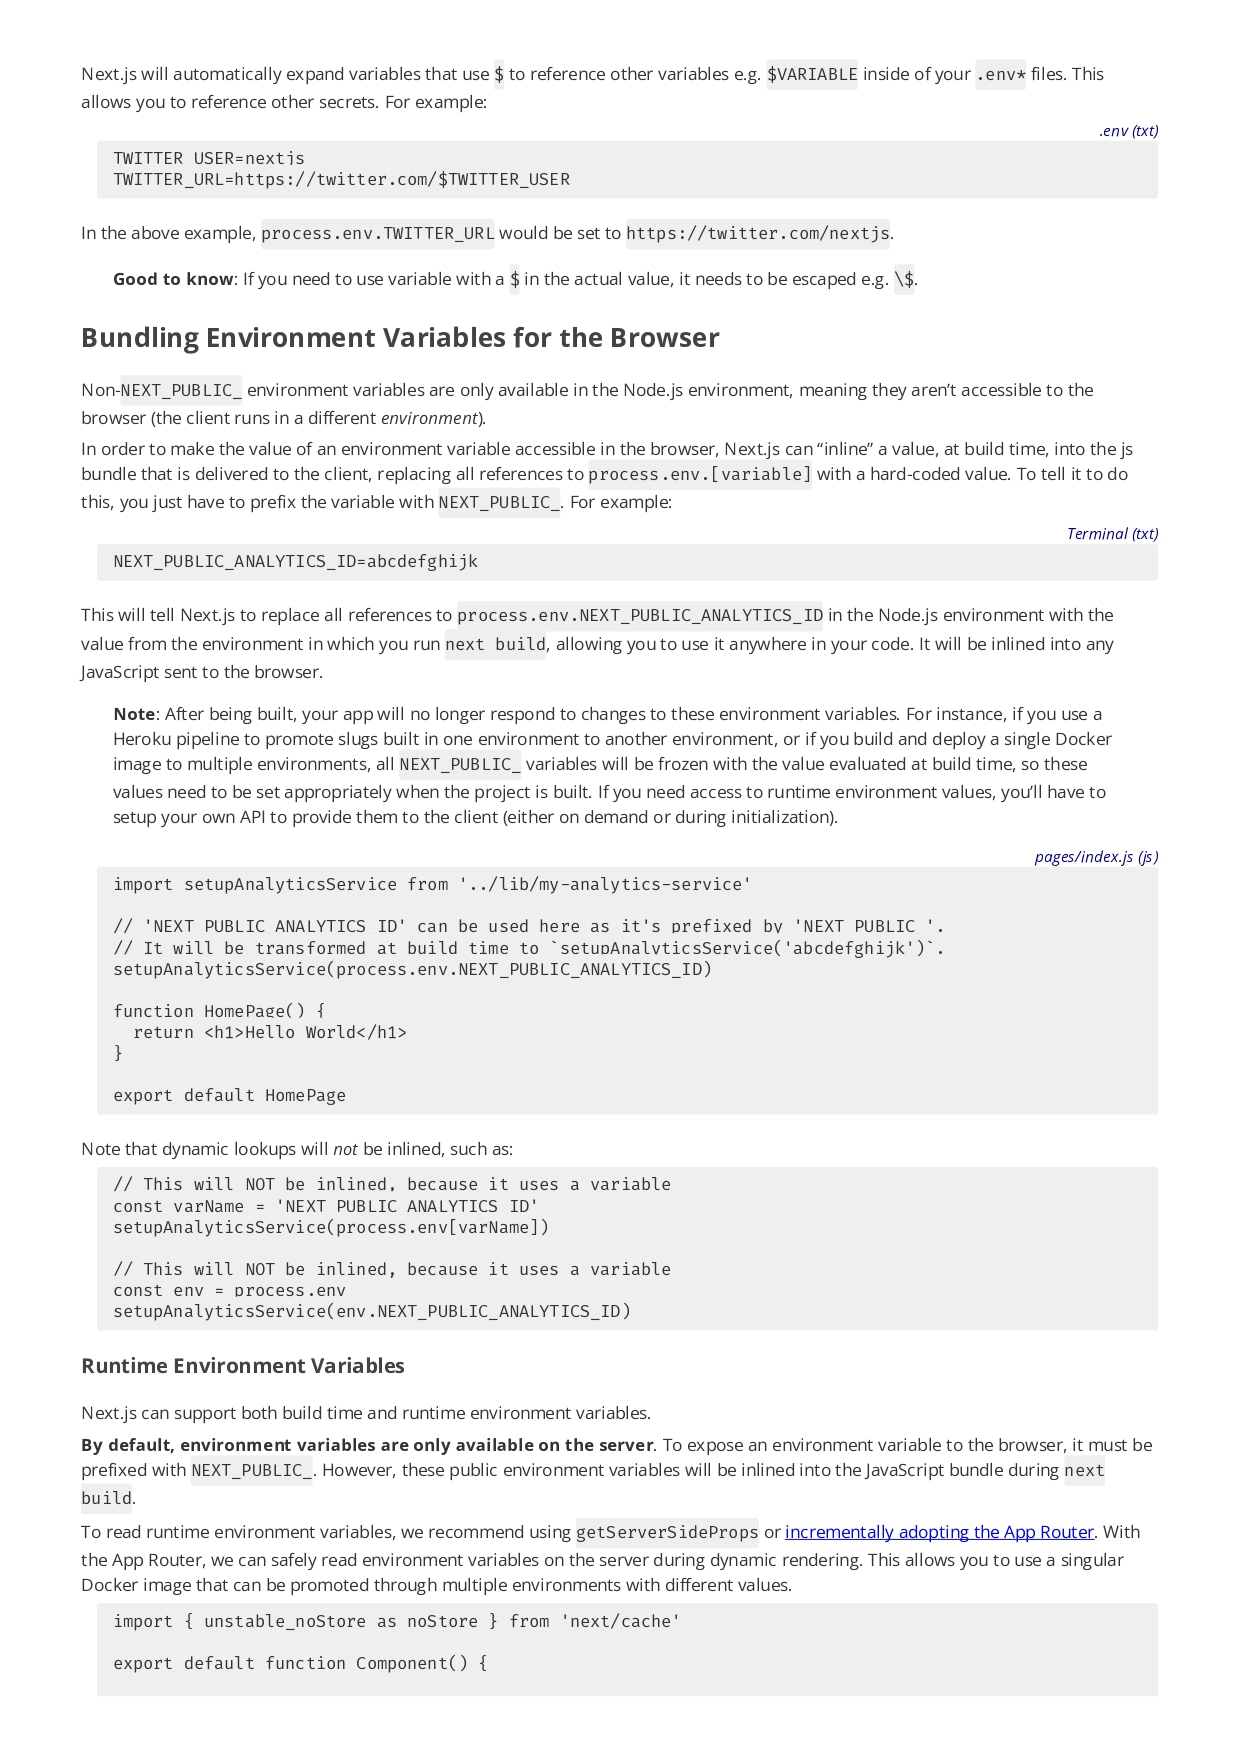 Next.js will automatically expand variables that use $ to reference other variables e.g. $VARIABLE inside of your .env* files. This
allows you to reference other secrets. For example:
.env (txt)
TWITTER_USER=nextjs
TWITTER_URL=https://twitter.com/$TWITTER_USER
In the above example, process.env.TWITTER_URL would be set to https://twitter.com/nextjs.
Good to know: If you need to use variable with a $ in the actual value, it needs to be escaped e.g. \$.
Bundling Environment Variables for the Browser
Non-NEXT_PUBLIC_ environment variables are only available in the Node.js environment, meaning they aren’t accessible to the
browser (the client runs in a different environment).
In order to make the value of an environment variable accessible in the browser, Next.js can “inline” a value, at build time, into the js
bundle that is delivered to the client, replacing all references to process.env.[variable] with a hard-coded value. To tell it to do
this, you just have to prefix the variable with NEXT_PUBLIC_. For example:
Terminal (txt)
NEXT_PUBLIC_ANALYTICS_ID=abcdefghijk
This will tell Next.js to replace all references to process.env.NEXT_PUBLIC_ANALYTICS_ID in the Node.js environment with the
value from the environment in which you run next build, allowing you to use it anywhere in your code. It will be inlined into any
JavaScript sent to the browser.
Note: After being built, your app will no longer respond to changes to these environment variables. For instance, if you use a
Heroku pipeline to promote slugs built in one environment to another environment, or if you build and deploy a single Docker
image to multiple environments, all NEXT_PUBLIC_ variables will be frozen with the value evaluated at build time, so these
values need to be set appropriately when the project is built. If you need access to runtime environment values, you’ll have to
setup your own API to provide them to the client (either on demand or during initialization).
pages/index.js (js)
import setupAnalyticsService from '../lib/my-analytics-service'
// 'NEXT_PUBLIC_ANALYTICS_ID' can be used here as it's prefixed by 'NEXT_PUBLIC_'.
// It will be transformed at build time to `setupAnalyticsService('abcdefghijk')`.
setupAnalyticsService(process.env.NEXT_PUBLIC_ANALYTICS_ID)
function HomePage() {
  return <h1>Hello World</h1>
}
export default HomePage
Note that dynamic lookups will not be inlined, such as:
// This will NOT be inlined, because it uses a variable
const varName = 'NEXT_PUBLIC_ANALYTICS_ID'
setupAnalyticsService(process.env[varName])
// This will NOT be inlined, because it uses a variable
const env = process.env
setupAnalyticsService(env.NEXT_PUBLIC_ANALYTICS_ID)
Runtime Environment Variables
Next.js can support both build time and runtime environment variables.
By default, environment variables are only available on the server. To expose an environment variable to the browser, it must be
prefixed with NEXT_PUBLIC_. However, these public environment variables will be inlined into the JavaScript bundle during next
build.
To read runtime environment variables, we recommend using getServerSideProps or incrementally adopting the App Router. With
the App Router, we can safely read environment variables on the server during dynamic rendering. This allows you to use a singular
Docker image that can be promoted through multiple environments with different values.
import { unstable_noStore as noStore } from 'next/cache'
export default function Component() {